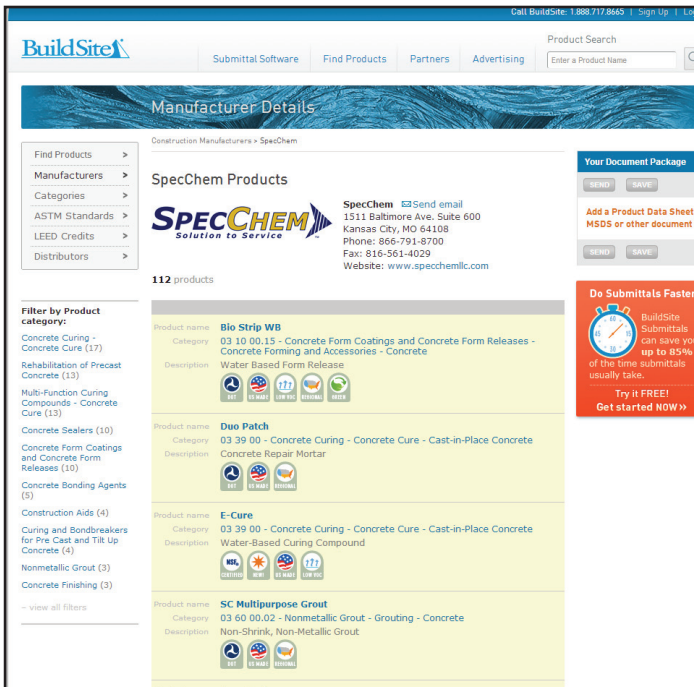 Call BuildSite: 1.888.717.8665 | Sign Up |
BuildSite
Submittal Software
Find Products
Partners
Advertising
Product Search
Enter a Product Name
Manufacturer Details
Construction Manufacturers > SpecChem
Find Products >
Manufacturers >
Categories >
ASTM Standards >
LEED Credits >
Distributors >
SpecChem Products
SPECCHEM
Solution to Service
SpecChem Send email
1511 Baltimore Ave. Suite 600
Kansas City, MO 64108
Phone: 866-791-8700
Fax: 816-561-4029
Website: www.specchemllc.com
112 products
Your Document Package
SEND SAVE
Add a Product Data Sheet
MSDS or other document
SEND SAVE
Do Submittals Faster
60
15
30
45
BuildSite
Submittals
can save you
up to 85%
of the time submittals
usually take.
Try it FREE!
Get started NOW »
Filter by Product
category:
Concrete Curing -
Concrete Cure (17)
Rehabilitation of Precast
Concrete (13)
Multi-Function Curing
Compounds - Concrete
Cure (13)
Concrete Sealers (10)
Concrete Form Coatings
and Concrete Form
Releases (10)
Concrete Bonding Agents
(5)
Construction Aids (4)
Curing and Bondbreakers
for Pre Cast and Tilt Up
Concrete (4)
Nonmetallic Grout (3)
Concrete Finishing (3)
– view all filters
Product name Bio Strip WB
Category 03 10 00.15 - Concrete Form Coatings and Concrete Form Releases -
Concrete Forming and Accessories - Concrete
Description Water Based Form Release
DOT US MADE LOW VOC REGIONAL GREEN
Product name Duo Patch
Category 03 39 00 - Concrete Curing - Concrete Cure - Cast-in-Place Concrete
Description Concrete Repair Mortar
DOT US MADE REGIONAL
Product name E-Cure
Category 03 39 00 - Concrete Curing - Concrete Cure - Cast-in-Place Concrete
Description Water-Based Curing Compound
NSF CERTIFIED NEW! US MADE LOW VOC
Product name SC Multipurpose Grout
Category 03 60 00.02 - Nonmetallic Grout - Grouting - Concrete
Description Non-Shrink, Non-Metallic Grout
DOT US MADE REGIONAL